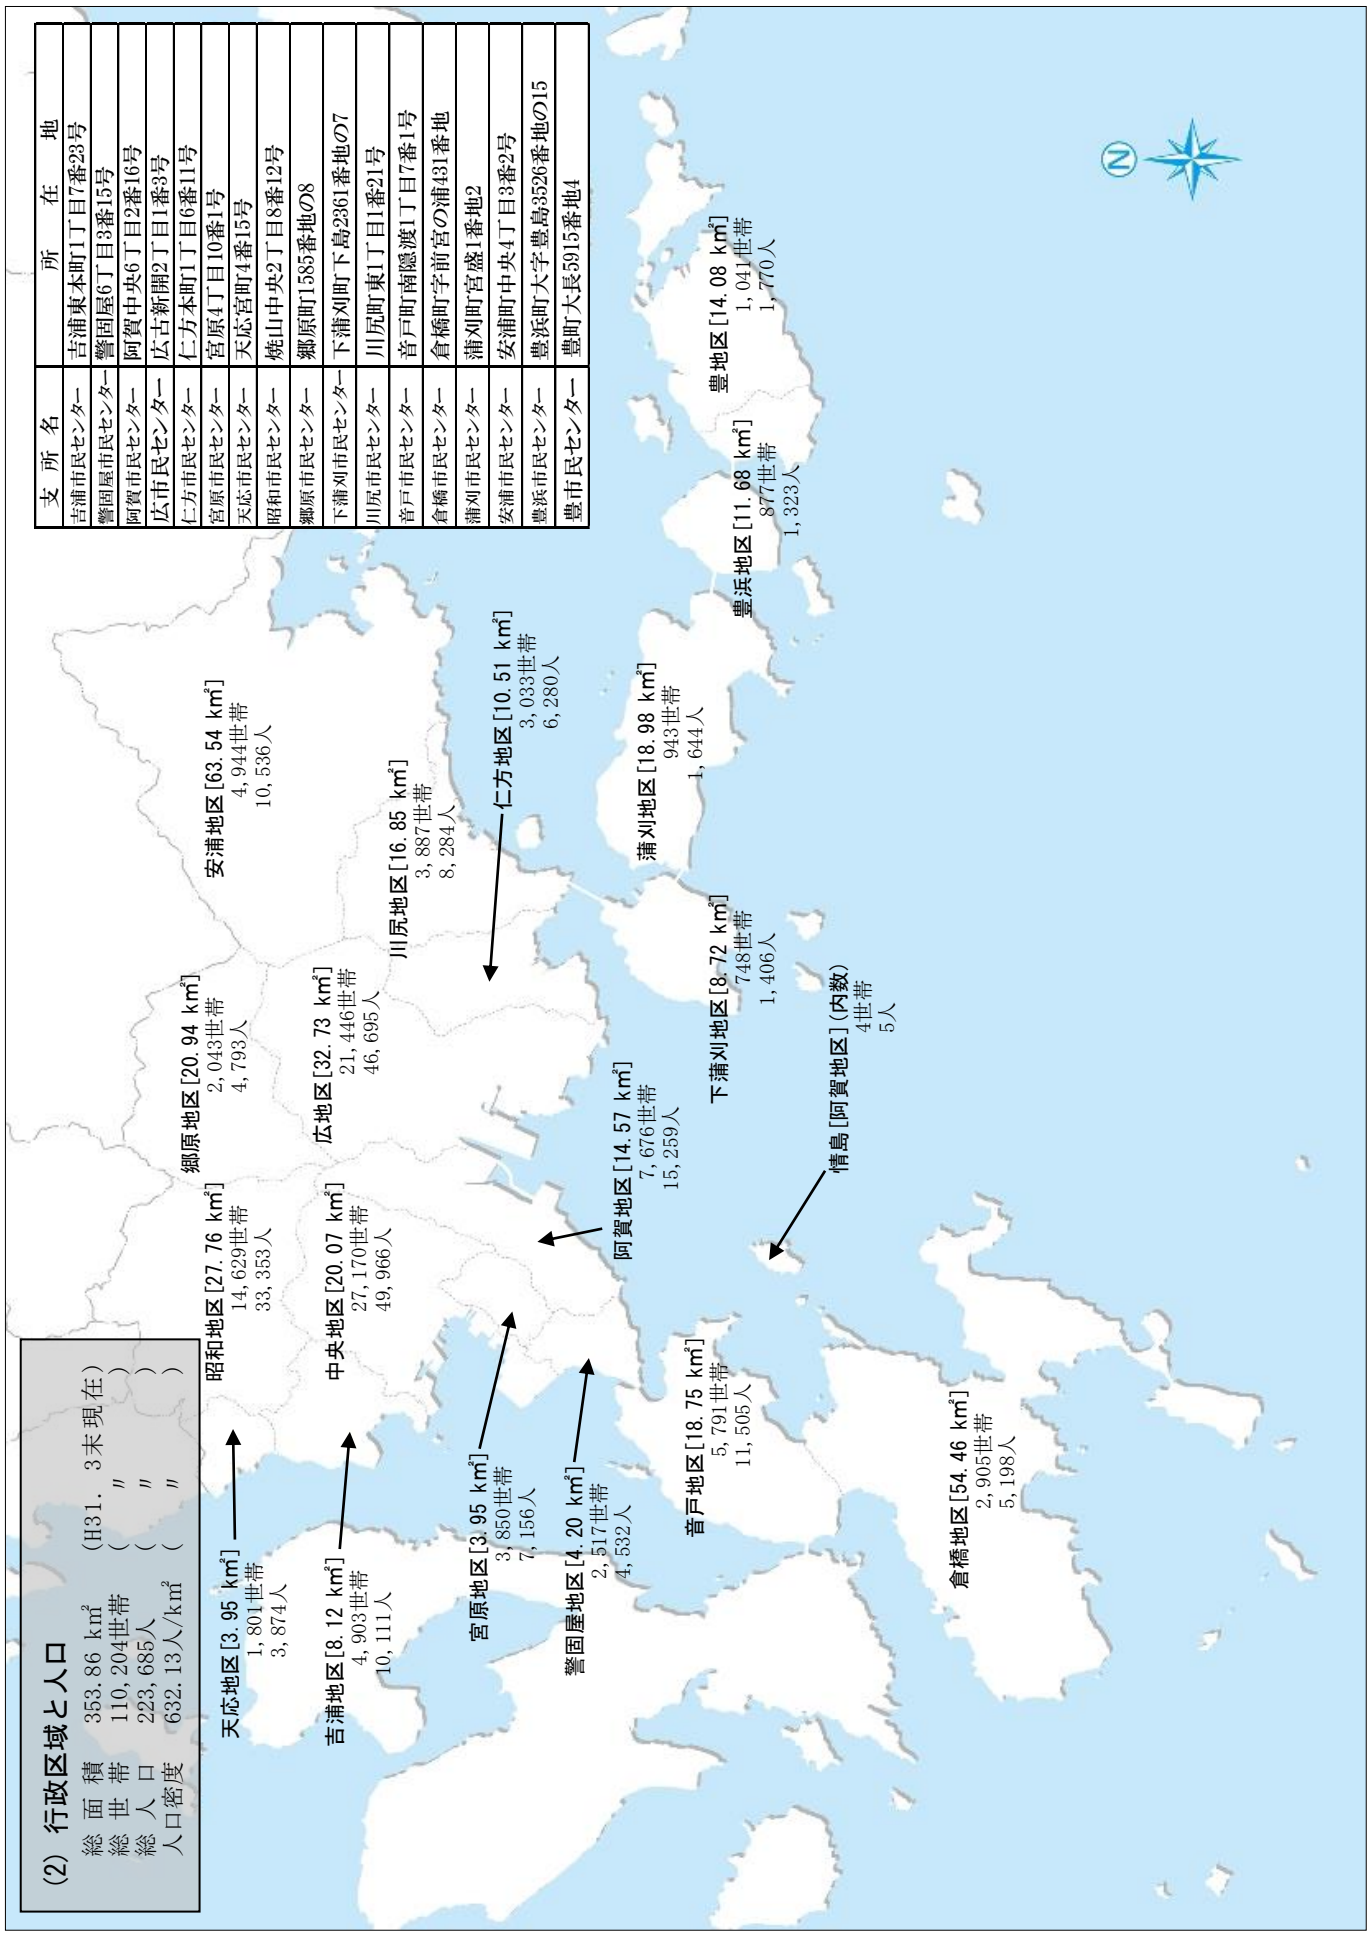 (2) 行政区域と人口
総面積 353.86 k㎡ (H31. 3末現在)
総世帯 110,204世帯 ( 〃 )
総人口 223,685人 ( 〃 )
人口密度 632.13人/k㎡ ( 〃 )
支所名 所在地
吉浦市民センター 吉浦東本町1丁目7番23号
警固屋市民センター 警固屋6丁目3番15号
阿賀市民センター 阿賀中央6丁目2番16号
広市民センター 広古新開2丁目1番3号
仁方市民センター 仁方本町1丁目6番11号
宮原市民センター 宮原4丁目10番1号
天応市民センター 天応宮町4番15号
昭和市民センター 焼山中央2丁目8番12号
郷原市民センター 郷原町1585番地の8
下蒲刈市民センター 下蒲刈町下島2361番地の7
川尻市民センター 川尻町東1丁目1番21号
音戸市民センター 音戸町南隠渡1丁目7番1号
倉橋市民センター 倉橋町字前宮の浦431番地
蒲刈市民センター 蒲刈町宮盛1番地2
安浦市民センター 安浦町中央4丁目3番2号
豊浜市民センター 豊浜町大字豊島3526番地の15
豊市民センター 豊町大長5915番地4
安浦地区[63.54 k㎡]
4,944世帯
10,536人
郷原地区[20.94 k㎡]
2,043世帯
4,793人
昭和地区[27.76 k㎡]
14,629世帯
33,353人
天応地区[3.95 k㎡]
1,801世帯
3,874人
川尻地区[16.85 k㎡]
3,887世帯
8,284人
広地区[32.73 k㎡]
21,446世帯
46,695人
中央地区[20.07 k㎡]
27,170世帯
49,966人
吉浦地区[8.12 k㎡]
4,903世帯
10,111人
仁方地区[10.51 k㎡]
3,033世帯
6,280人
宮原地区[3.95 k㎡]
3,850世帯
7,156人
阿賀地区[14.57 k㎡]
7,676世帯
15,259人
警固屋地区[4.20 k㎡]
2,517世帯
4,532人
豊地区[14.08 k㎡]
1,041世帯
1,770人
豊浜地区[11.68 k㎡]
877世帯
1,323人
蒲刈地区[18.98 k㎡]
943世帯
1,644人
下蒲刈地区[8.72 k㎡]
748世帯
1,406人
音戸地区[18.75 k㎡]
5,791世帯
11,505人
情島[阿賀地区](内数)
4世帯
5人
倉橋地区[54.46 k㎡]
2,905世帯
5,198人
N